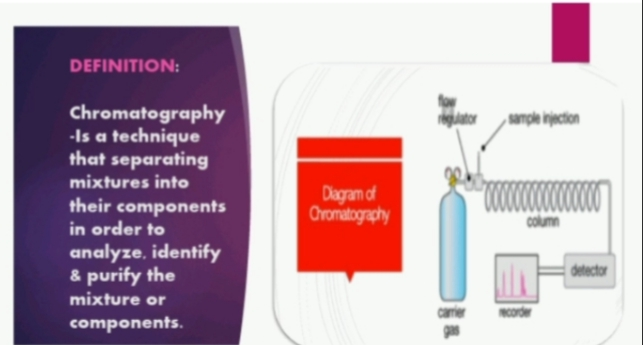 DEFINITION:
Chromatography
-Is a technique
that separating
mixtures into
their components
in order to
analyze, identify
& purify the
mixture or
components.
Diagram of
Chromatography
flow
regulator
sample injection
column
detector
recorder
carrier
gas